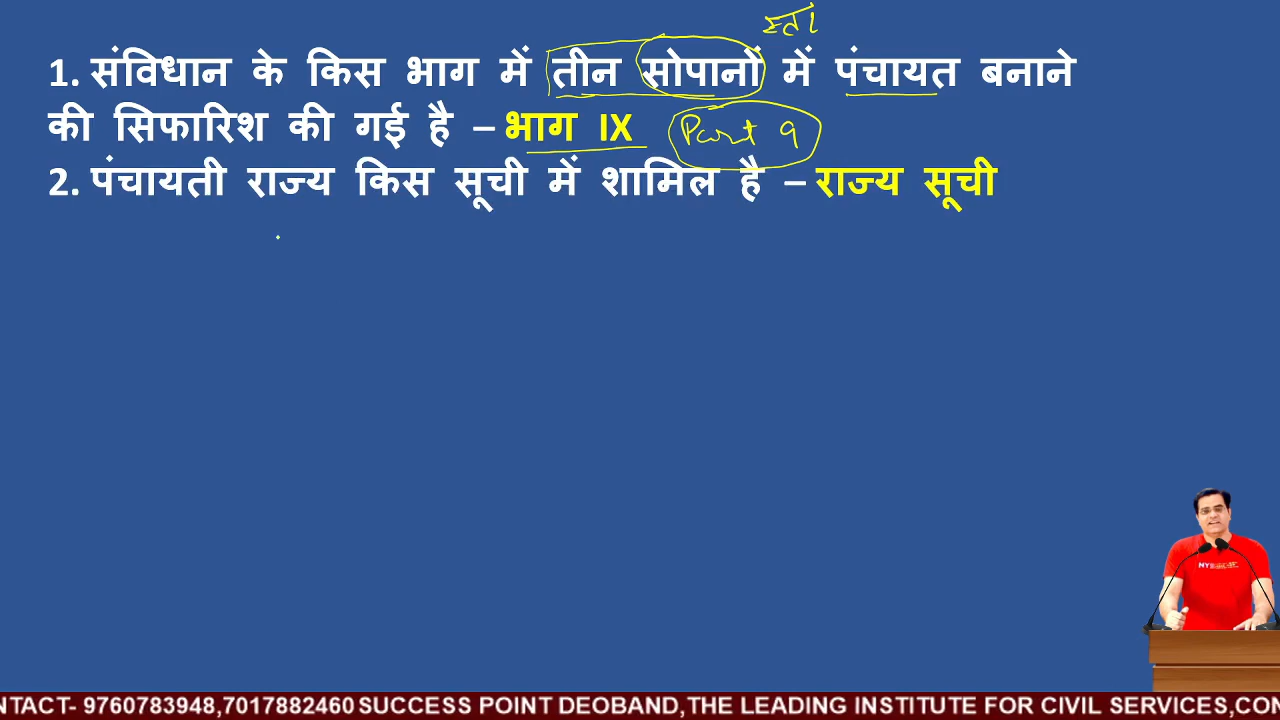 स्तर
1. संविधान के किस भाग में तीन सोपानों में पंचायत बनाने
की सिफारिश की गई है – भाग IX Part 9
2. पंचायती राज्य किस सूची में शामिल है – राज्य सूची
NTACT- 9760783948,7017882460 SUCCESS POINT DEOBAND,THE LEADING INSTITUTE FOR CIVIL SERVICES,CON